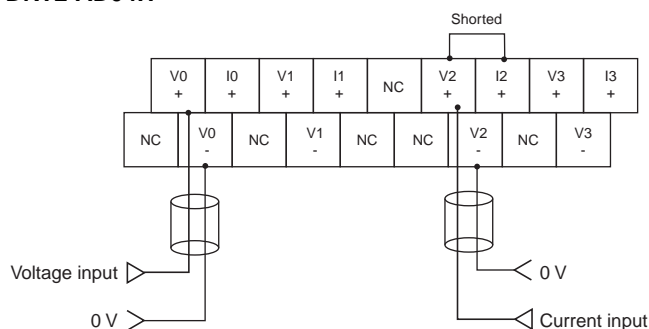 Shorted
V0 + I0 + V1 + I1 + NC V2 + I2 + V3 + I3 +
NC V0 - NC V1 - NC NC V2 - NC V3 -
Voltage input
0 V
0 V
Current input